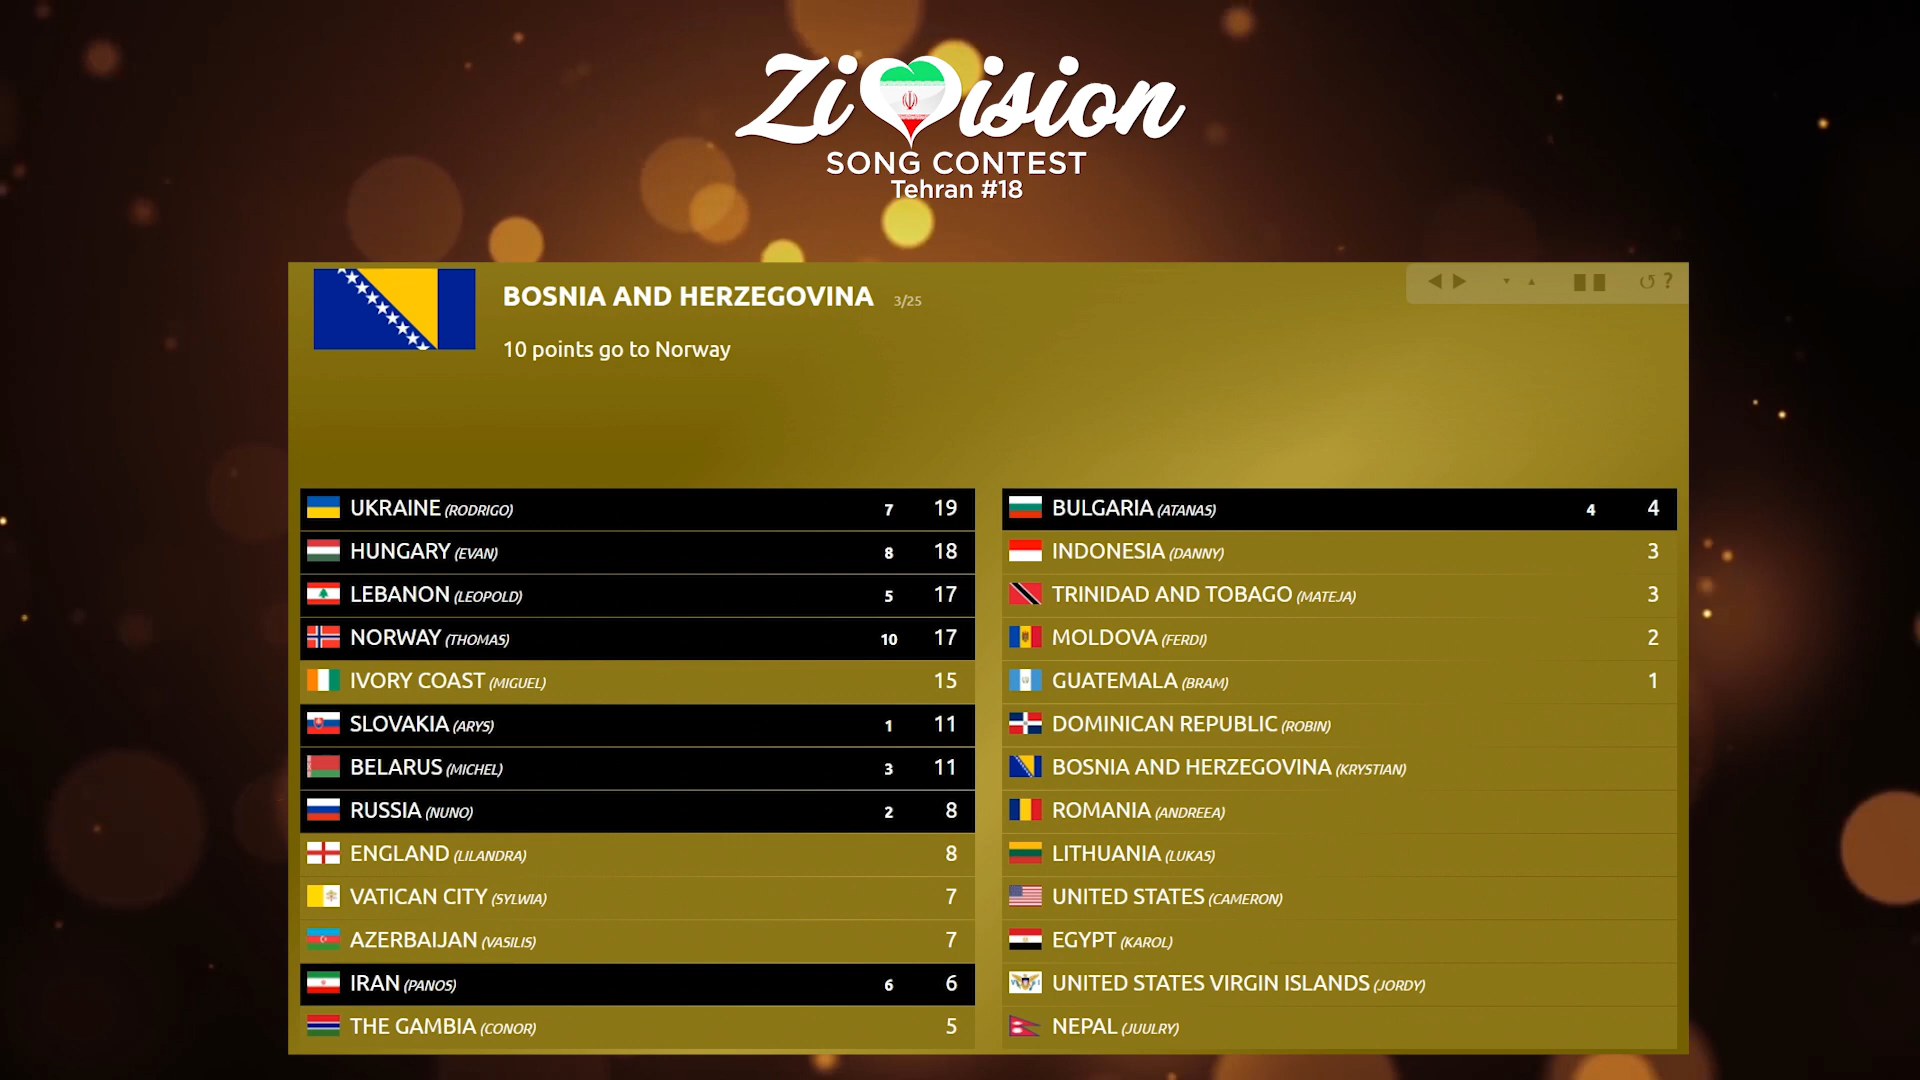 Zivision
SONG CONTEST
Tehran #18
BOSNIA AND HERZEGOVINA 3/25
10 points go to Norway
?
UKRAINE (RODRIGO) 7 19
HUNGARY (EVAN) 8 18
LEBANON (LEOPOLD) 5 17
NORWAY (THOMAS) 10 17
IVORY COAST (MIGUEL) 15
SLOVAKIA (ARYS) 1 11
BELARUS (MICHEL) 3 11
RUSSIA (NUNO) 2 8
ENGLAND (LILANDRA) 8
VATICAN CITY (SYLWIA) 7
AZERBAIJAN (VASILIS) 7
IRAN (PANOS) 6 6
THE GAMBIA (CONOR) 5
BULGARIA (ATANAS) 4 4
INDONESIA (DANNY) 3
TRINIDAD AND TOBAGO (MATEJA) 3
MOLDOVA (FERDI) 2
GUATEMALA (BRAM) 1
DOMINICAN REPUBLIC (ROBIN)
BOSNIA AND HERZEGOVINA (KRYSTIAN)
ROMANIA (ANDREEA)
LITHUANIA (LUKAS)
UNITED STATES (CAMERON)
EGYPT (KAROL)
UNITED STATES VIRGIN ISLANDS (JORDY)
NEPAL (JUULRY)